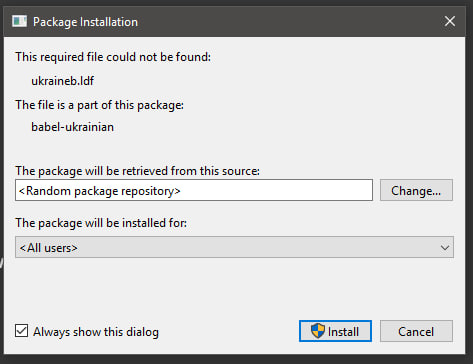 Package Installation
This required file could not be found:
ukraineb.ldf
The file is a part of this package:
babel-ukrainian
The package will be retrieved from this source:
<Random package repository>
Change...
The package will be installed for:
<All users>
Always show this dialog
Install
Cancel